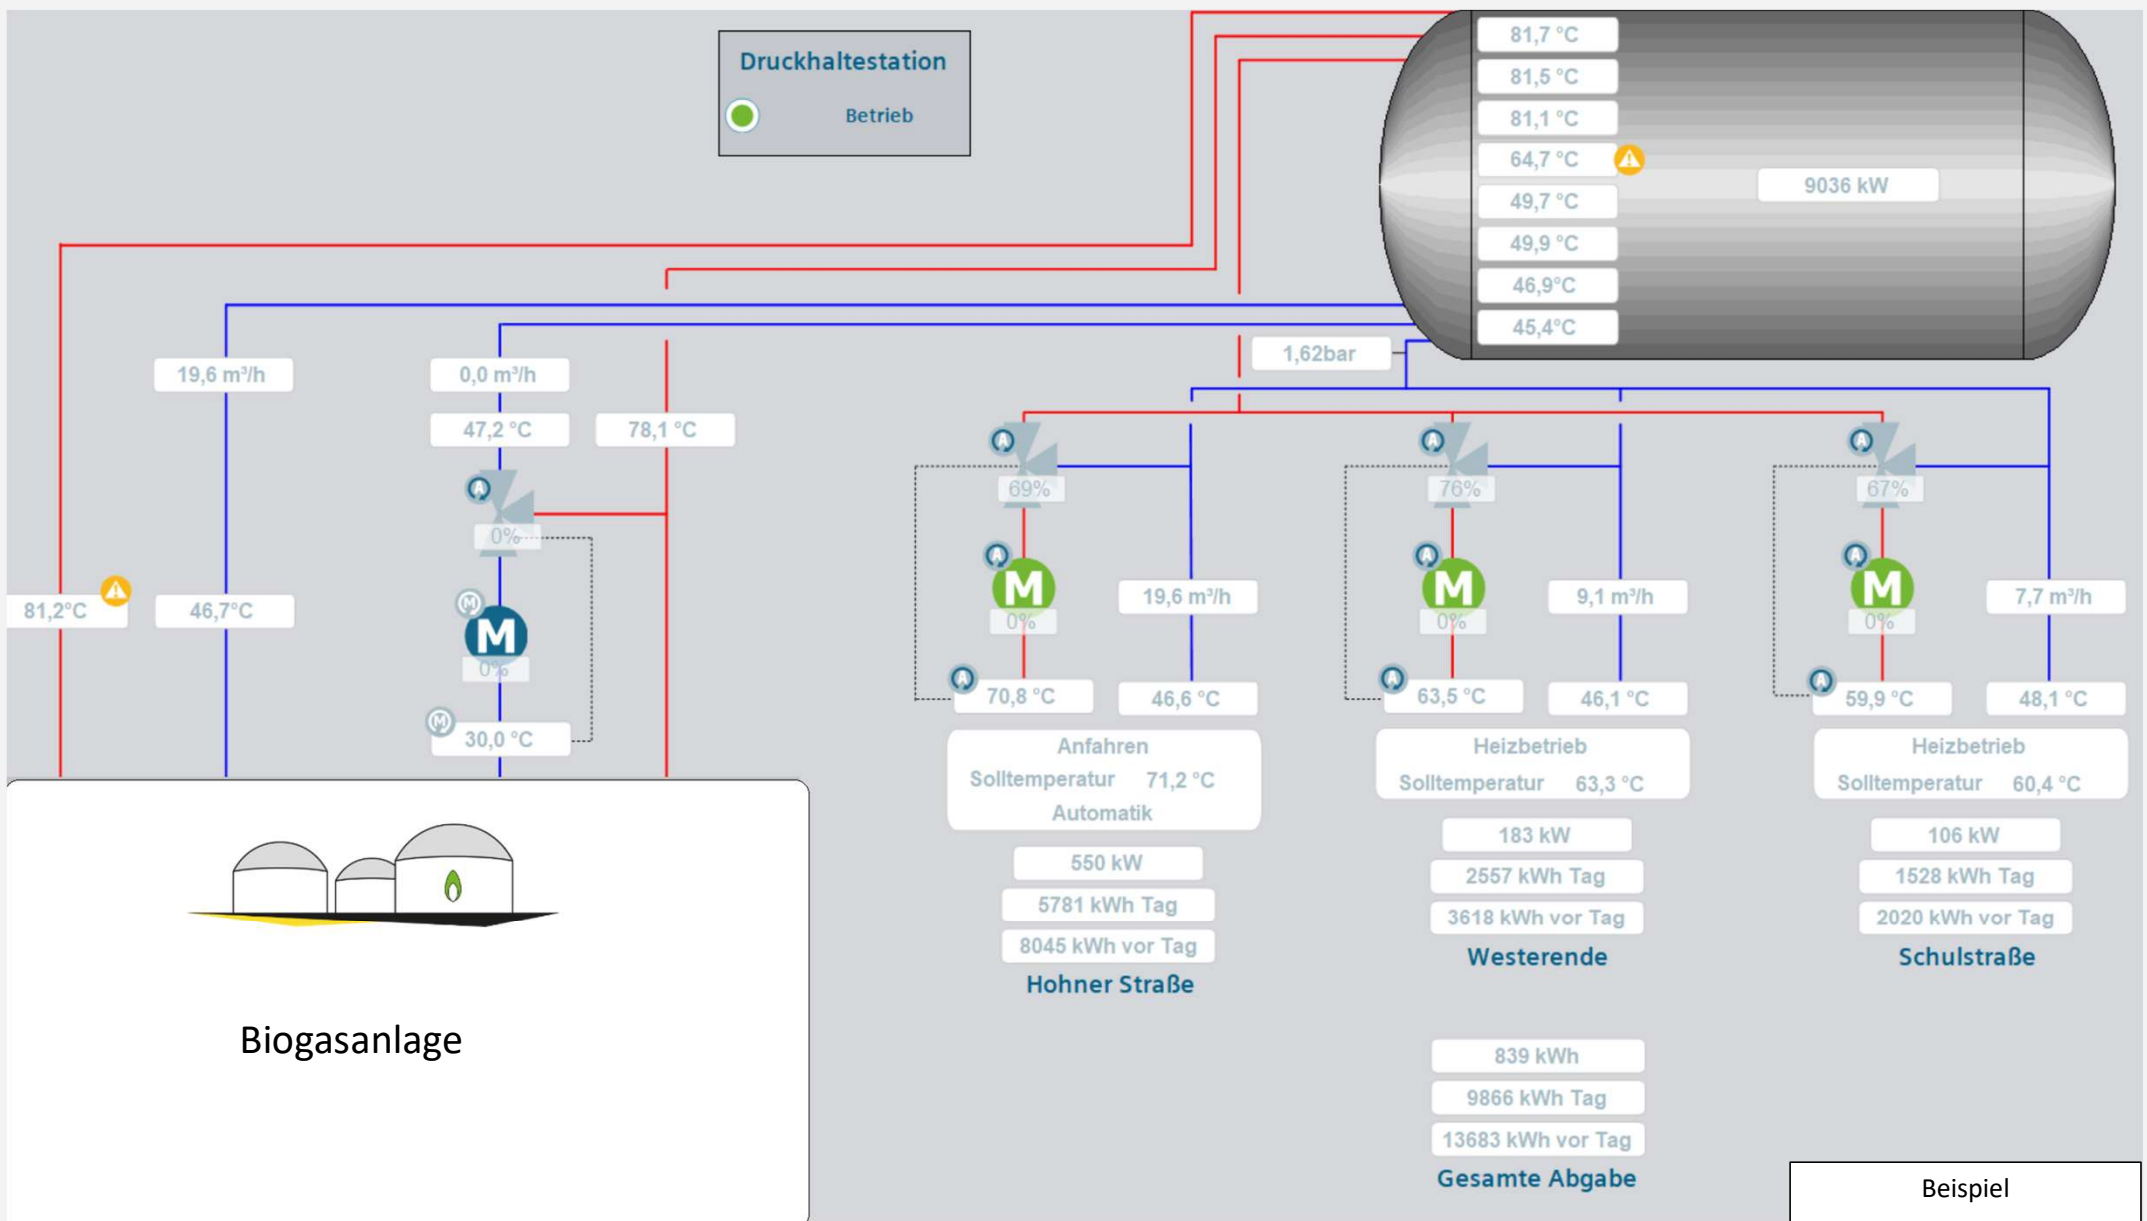 Druckhaltestation
Betrieb
81,7 °C
81,5 °C
81,1 °C
64,7 °C
49,7 °C
49,9 °C
46,9°C
45,4°C
9036 kW
1,62bar
19,6 m³/h
0,0 m³/h
47,2 °C
78,1 °C
A
0%
81,2°C
46,7°C
M
M
0%
M
30,0 °C
Biogasanlage
A
69%
A
M
0%
19,6 m³/h
A
70,8 °C
46,6 °C
Anfahren
Solltemperatur 71,2 °C
Automatik
550 kW
5781 kWh Tag
8045 kWh vor Tag
Hohner Straße
A
76%
A
M
0%
9,1 m³/h
A
63,5 °C
46,1 °C
Heizbetrieb
Solltemperatur 63,3 °C
183 kW
2557 kWh Tag
3618 kWh vor Tag
Westerende
A
67%
A
M
0%
7,7 m³/h
A
59,9 °C
48,1 °C
Heizbetrieb
Solltemperatur 60,4 °C
106 kW
1528 kWh Tag
2020 kWh vor Tag
Schulstraße
839 kWh
9866 kWh Tag
13683 kWh vor Tag
Gesamte Abgabe
Beispiel